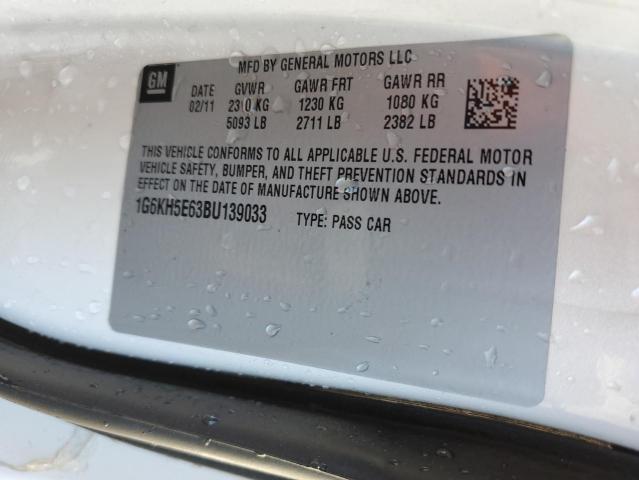 MFD BY GENERAL MOTORS LLC
GM
DATE GVWR GAWR FRT GAWR RR
02/11 2310 KG 1230 KG 1080 KG
5093 LB 2711 LB 2382 LB
THIS VEHICLE CONFORMS TO ALL APPLICABLE U.S. FEDERAL MOTOR
VEHICLE SAFETY, BUMPER, AND THEFT PREVENTION STANDARDS IN
EFFECT ON THE DATE OF MANUFACTURE SHOWN ABOVE.
1G6KH5E63BU139033 TYPE: PASS CAR